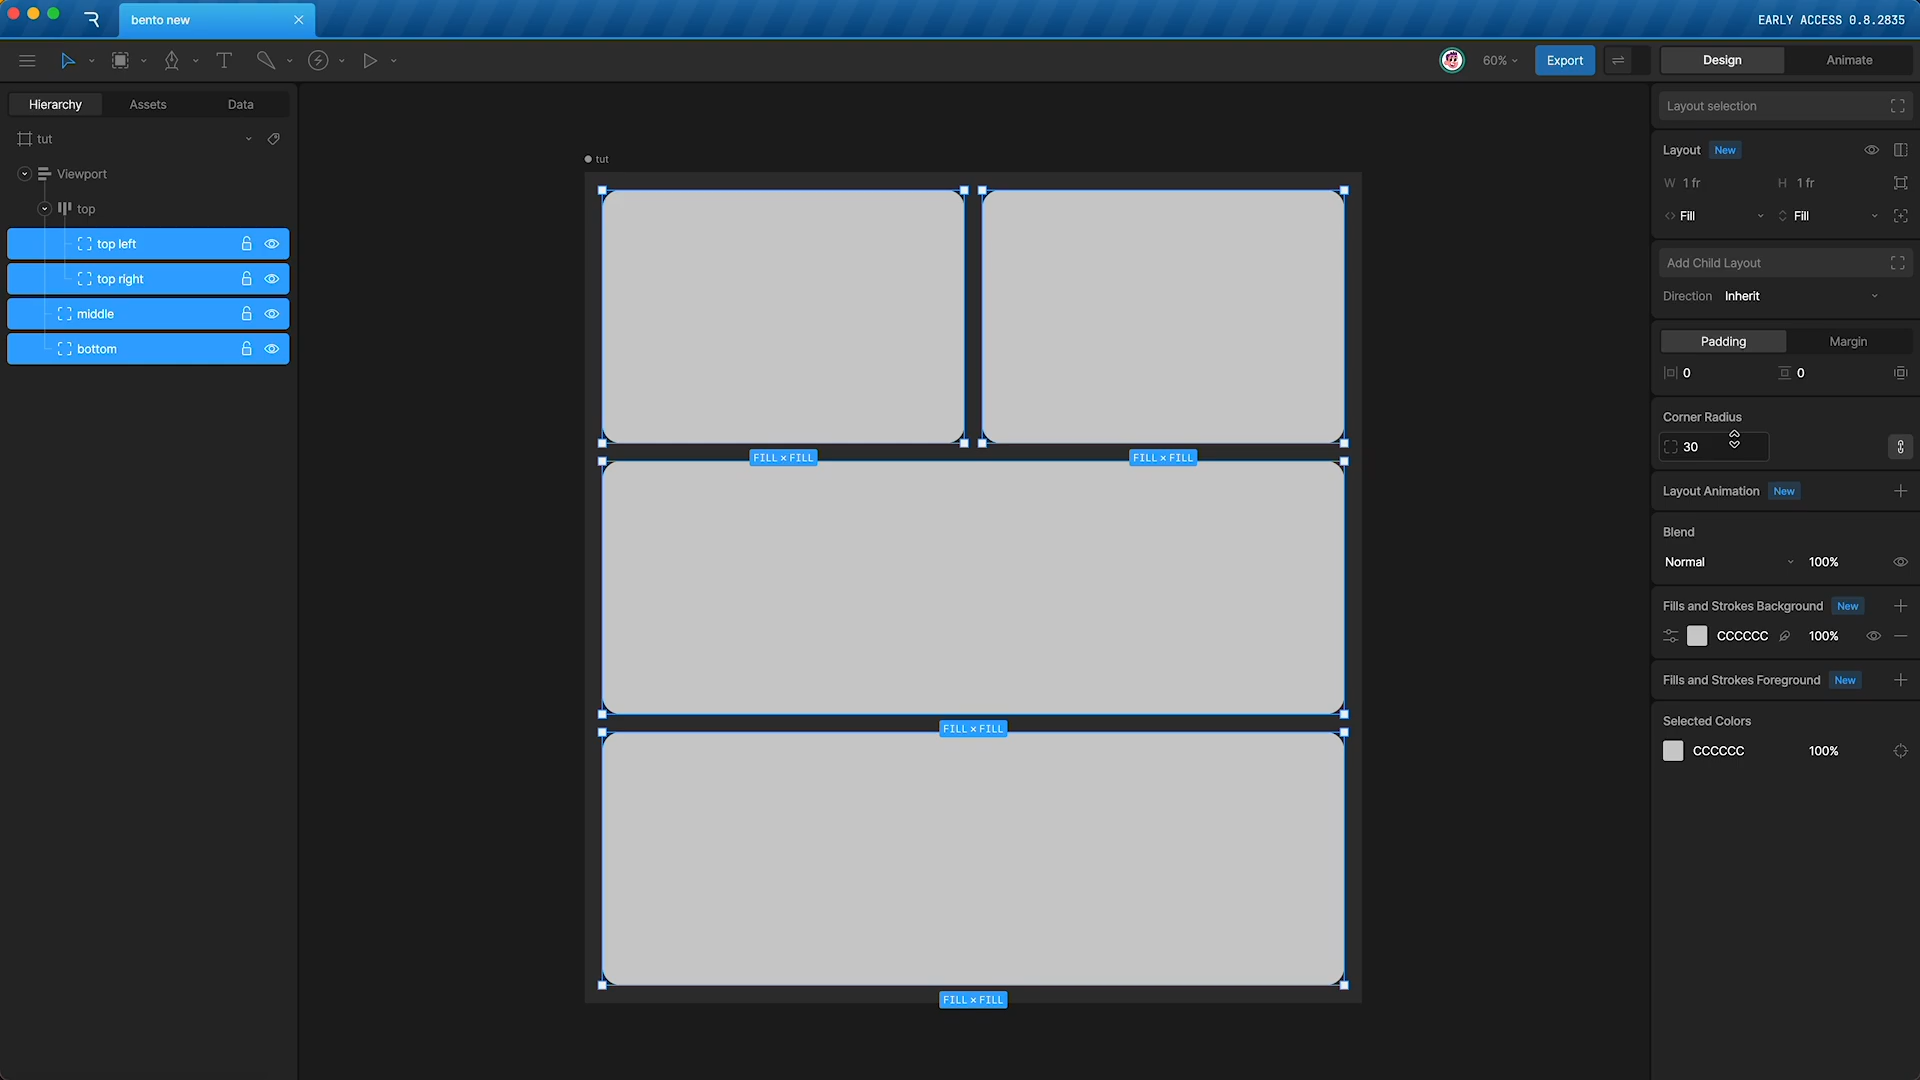 bento new
EARLY ACCESS 0.8.2835
60%
Export
Design
Animate
Hierarchy
Assets
Data
tut
Viewport
top
top left
top right
middle
bottom
tut
FILL × FILL
FILL × FILL
FILL × FILL
FILL × FILL
Layout selection
Layout New
W 1 fr
H 1 fr
Fill
Fill
Add Child Layout
Direction Inherit
Padding
Margin
0
0
Corner Radius
30
Layout Animation New
Blend
Normal
100%
Fills and Strokes Background New
CCCCCC
100%
Fills and Strokes Foreground New
Selected Colors
CCCCCC
100%